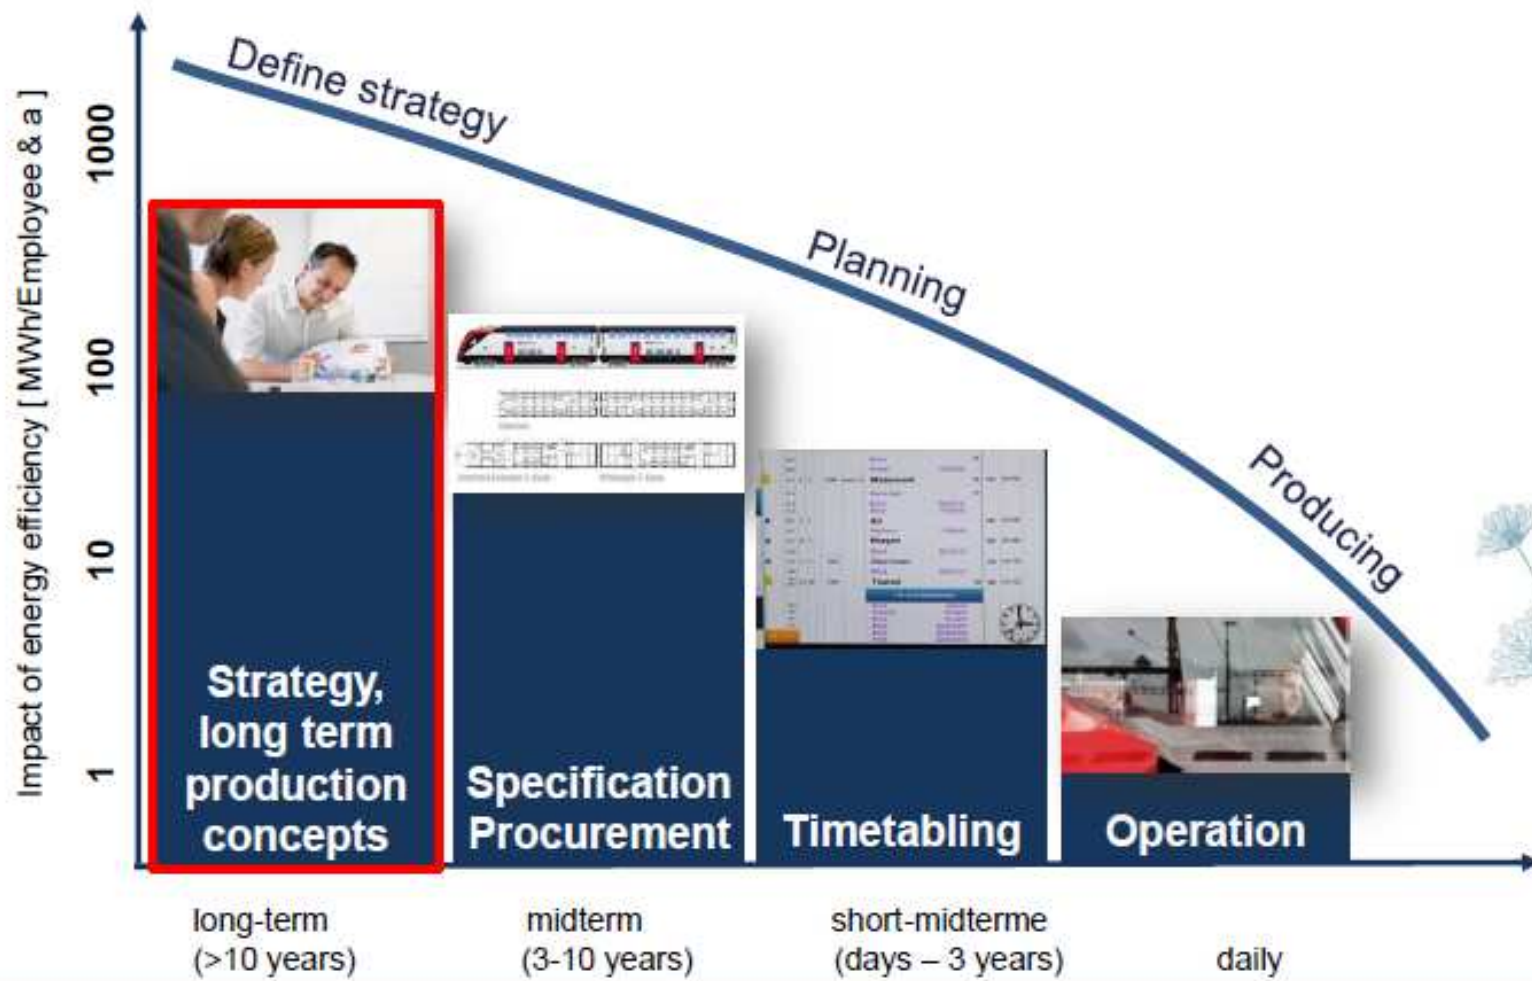 Define strategy
Planning
Producing
Impact of energy efficiency [ MWh/Employee & a ]
1000
100
10
1
Strategy,
long term
production
concepts
Specification
Procurement
Timetabling
Operation
long-term
(>10 years)
midterm
(3-10 years)
short-midterme
(days – 3 years)
daily